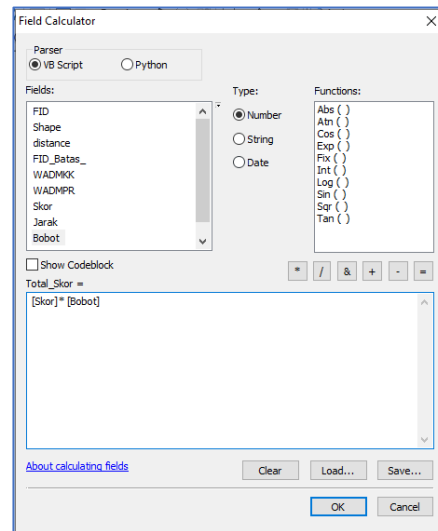 Field Calculator
Parser
VB Script Python
Fields: Type: Functions:
FID
Shape
distance
FID_Batas_
WADMKK
WADMPR
Skor
Jarak
Bobot
Number
String
Date
Abs ( )
Atn ( )
Cos ( )
Exp ( )
Fix ( )
Int ( )
Log ( )
Sin ( )
Sqr ( )
Tan ( )
Show Codeblock
* / & + - =
Total_Skor =
[Skor]* [Bobot]
About calculating fields Clear Load... Save...
OK Cancel